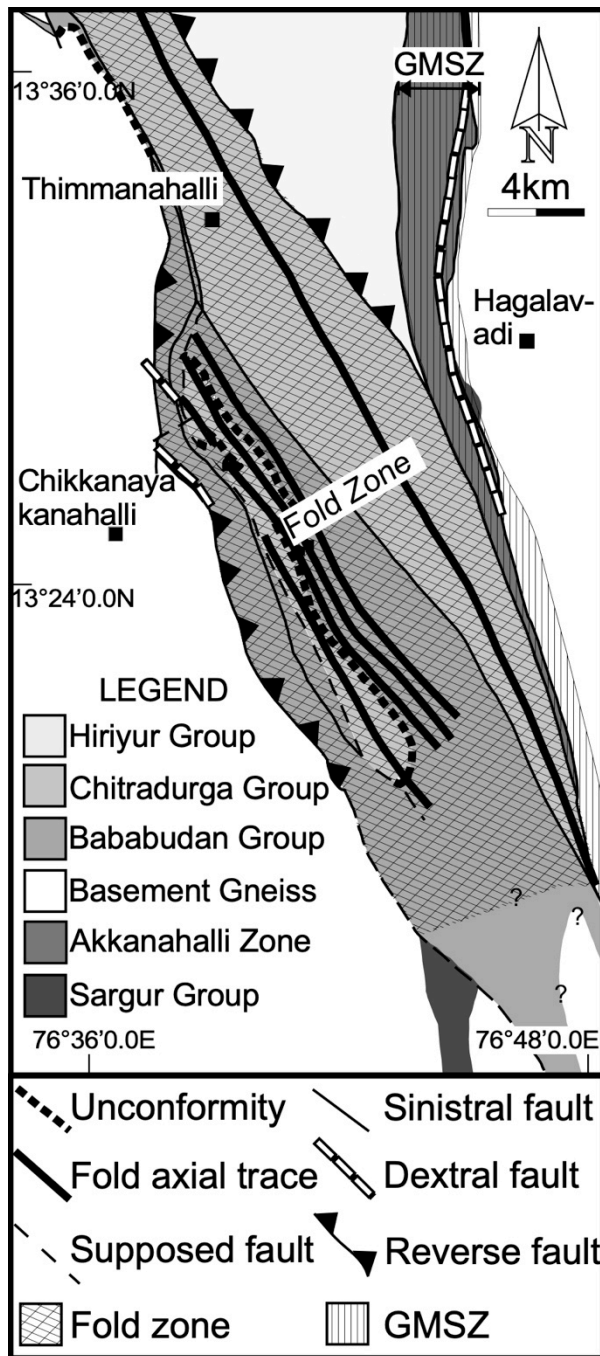 GMSZ
13°36’0.0N
N
4km
Thimmanahalli
Hagalav-
adi
Fold Zone
Chikkanaya
kanahalli
13°24’0.0N
LEGEND
Hiriyur Group
Chitradurga Group
Bababudan Group
Basement Gneiss
Akkanahalli Zone
Sargur Group
?
?
76°36’0.0E
76°48’0.0E
Unconformity
Sinistral fault
Fold axial trace
Dextral fault
Supposed fault
Reverse fault
Fold zone
GMSZ